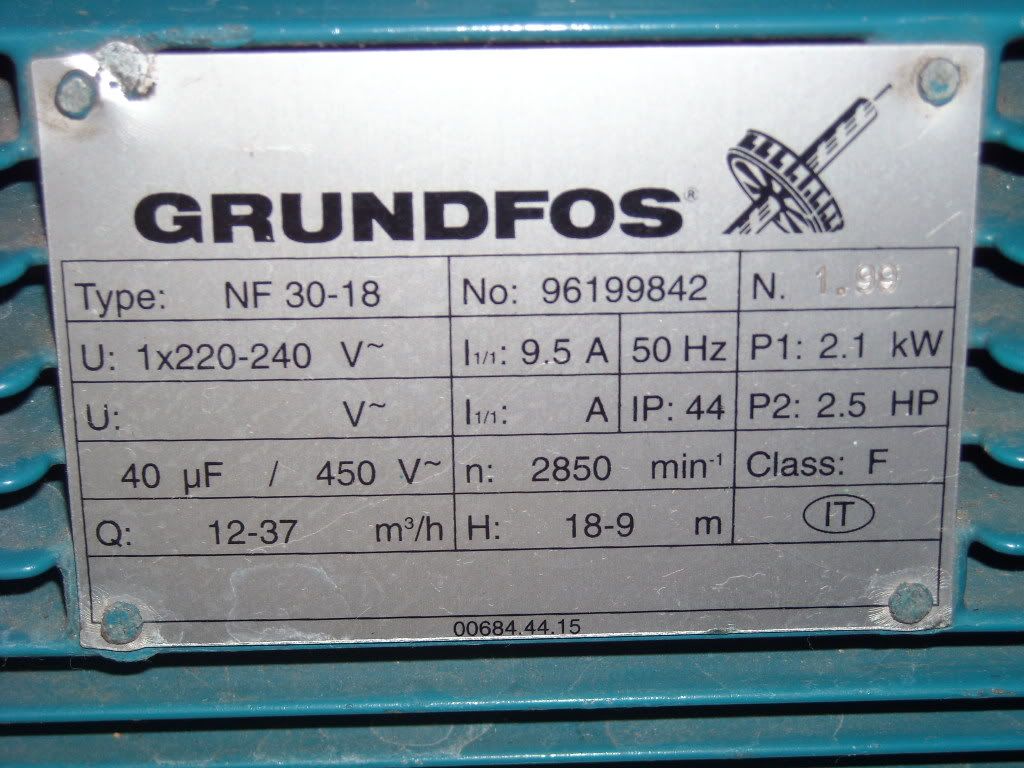 GRUNDFOS®
Type: NF 30-18 No: 96199842 N. 1.99
U: 1x220-240 V~ I1/1: 9.5 A 50 Hz P1: 2.1 kW
U: V~ I1/1: A IP: 44 P2: 2.5 HP
40 µF / 450 V~ n: 2850 min-1 Class: F
Q: 12-37 m³/h H: 18-9 m IT
00684.44.15